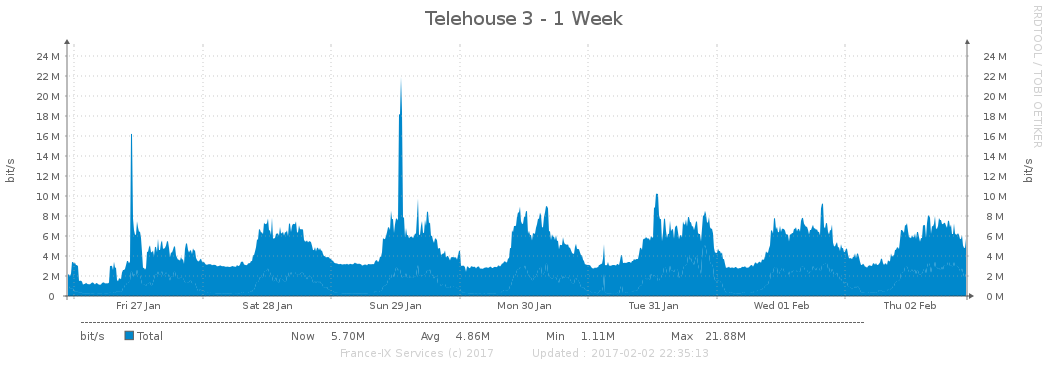 Telehouse 3 - 1 Week
RRDTOOL / TOBI OETIKER
24 M 24 M
22 M 22 M
20 M 20 M
18 M 18 M
16 M 16 M
14 M 14 M
12 M 12 M
10 M 10 M
8 M 8 M
6 M 6 M
4 M 4 M
2 M 2 M
0 0 M
bit/s
bit/s
Fri 27 Jan Sat 28 Jan Sun 29 Jan Mon 30 Jan Tue 31 Jan Wed 01 Feb Thu 02 Feb
bit/s Total Now 5.70M Avg 4.86M Min 1.11M Max 21.88M
France-IX Services (c) 2017 Updated : 2017-02-02 22:35:13